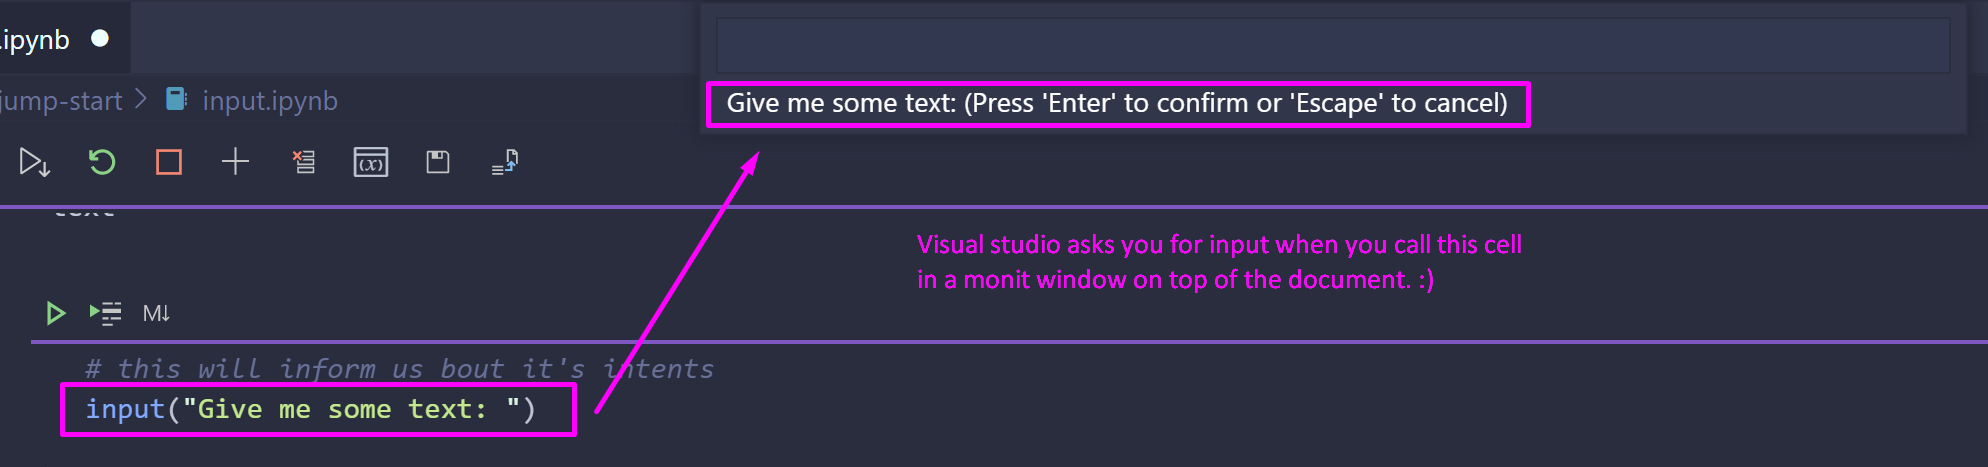 .ipynb
Give me some text: (Press 'Enter' to confirm or 'Escape' to cancel)
jump-start > input.ipynb
(x)
text
Visual studio asks you for input when you call this cell
in a monit window on top of the document. :)
M↓
# this will inform us bout it's intents
input("Give me some text: ")